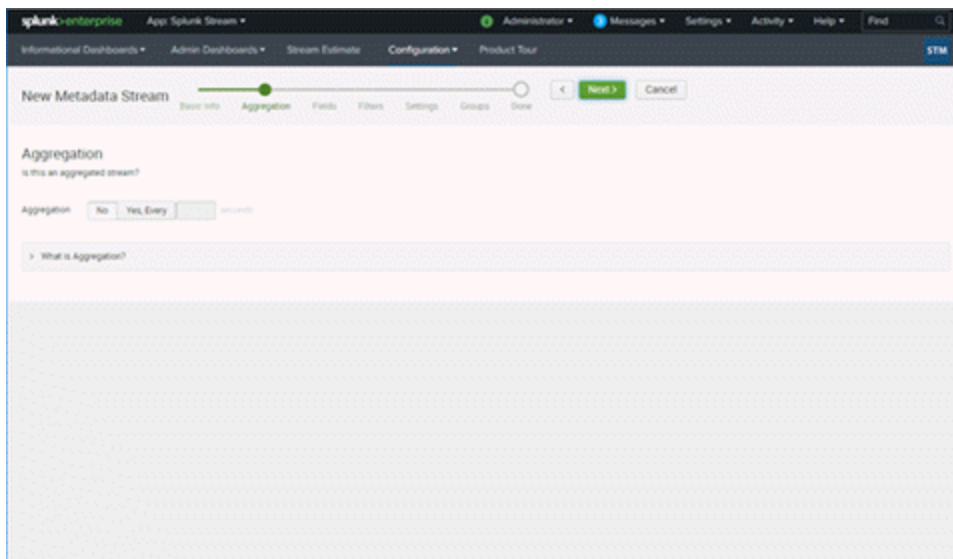 splunk>enterprise App: Splunk Stream Administrator 3 Messages Settings Activity Help Find
Informational Dashboards Admin Dashboards Stream Estimate Configuration Product Tour STM
New Metadata Stream Basic Info Aggregation Fields Filters Settings Groups Done < Next > Cancel
Aggregation
Is this an aggregated stream?
Aggregation No Yes, Every seconds
> What is Aggregation?